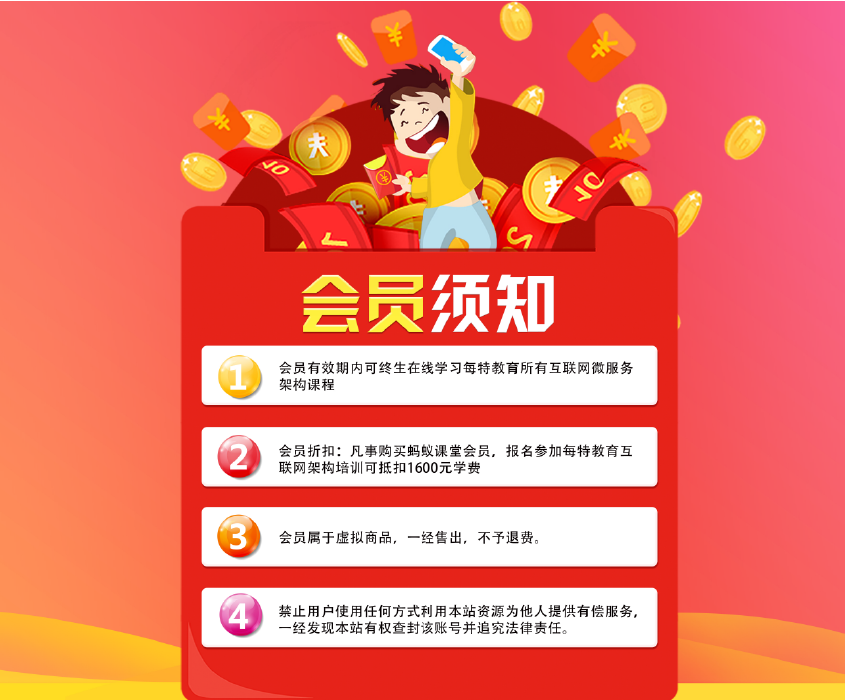 会员须知
1
会员有效期内可终生在线学习每特教育所有互联网微服务
架构课程
2
会员折扣：凡事购买蚂蚁课堂会员，报名参加每特教育互
联网架构培训可抵扣1600元学费
3
会员属于虚拟商品，一经售出，不予退费。
4
禁止用户使用任何方式利用本站资源为他人提供有偿服务，
一经发现本站有权查封该账号并追究法律责任。